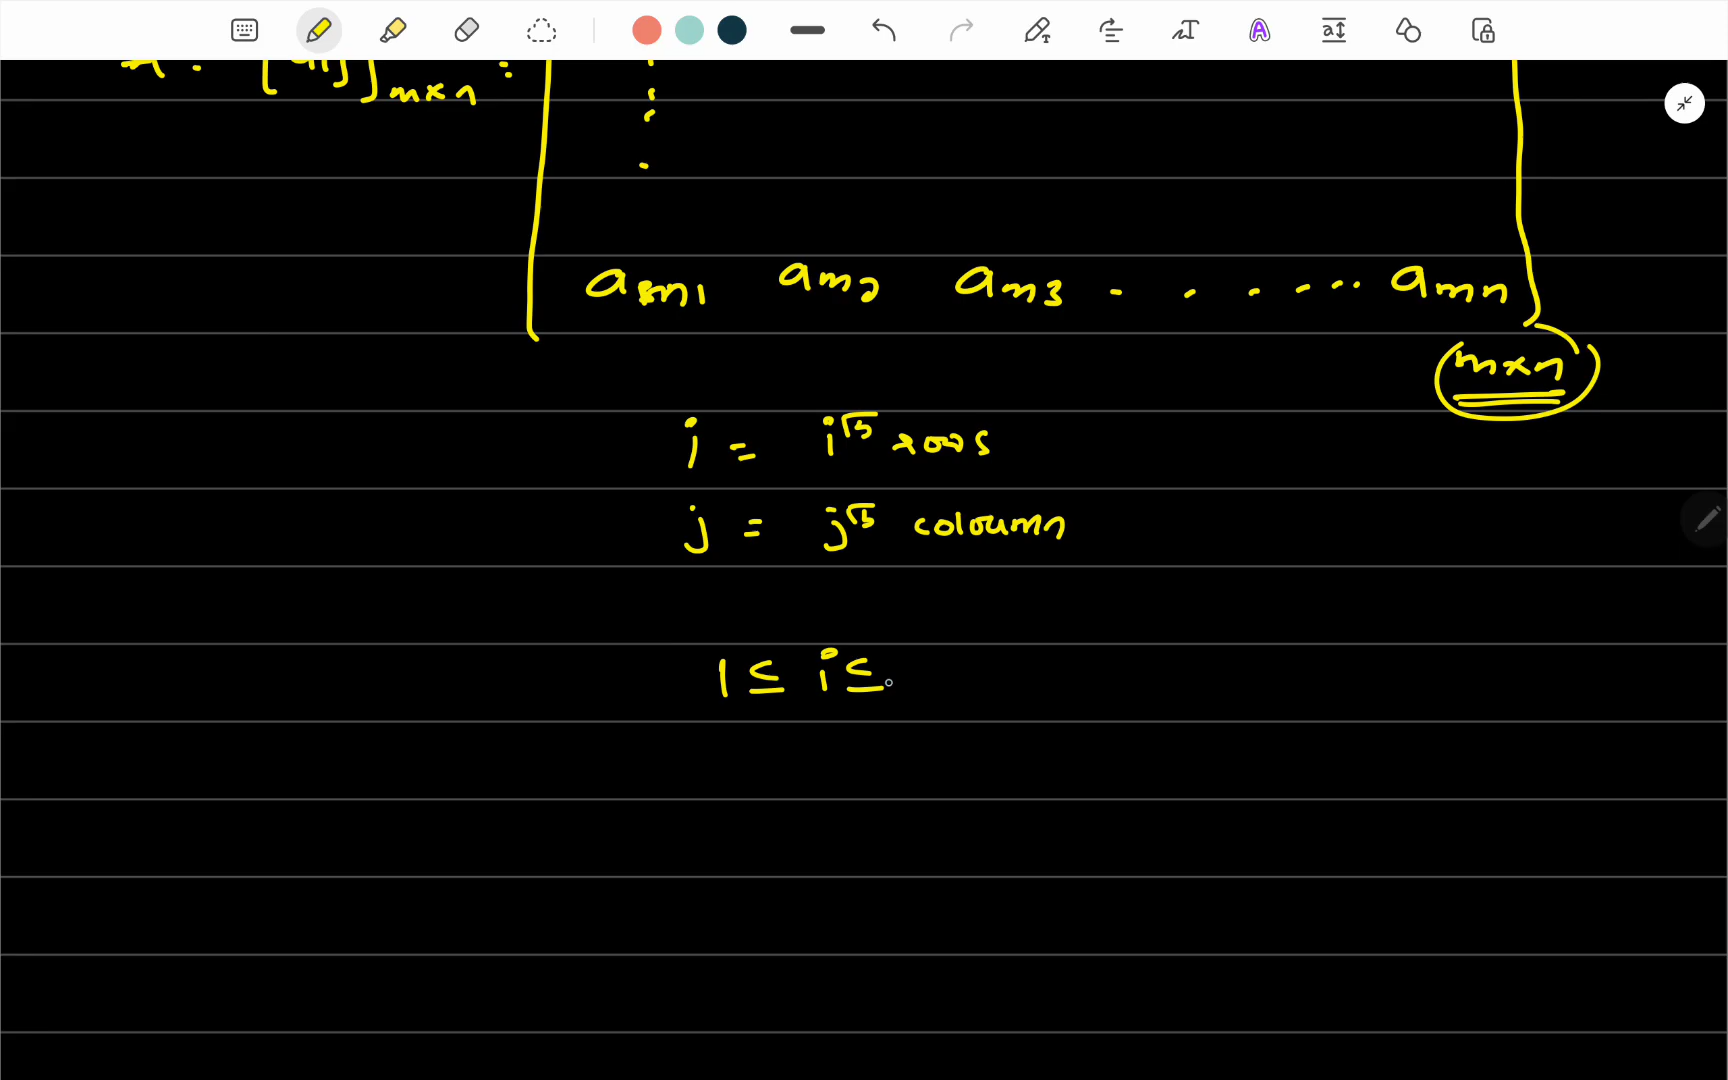 A = [aij]m×n =
am1 am2 am3 . . . . . . . amn
m×n
i = ith rows
j = jth coloumn
1 ≤ i ≤